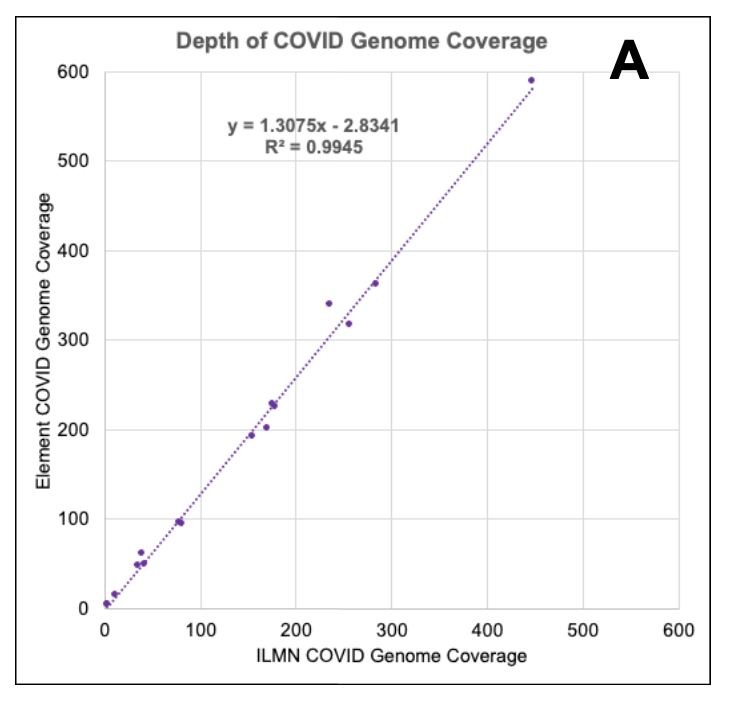 Depth of COVID Genome Coverage
A
600
y = 1.3075x - 2.8341
R² = 0.9945
500
400
300
200
100
0
Element COVID Genome Coverage
0 100 200 300 400 500 600
ILMN COVID Genome Coverage